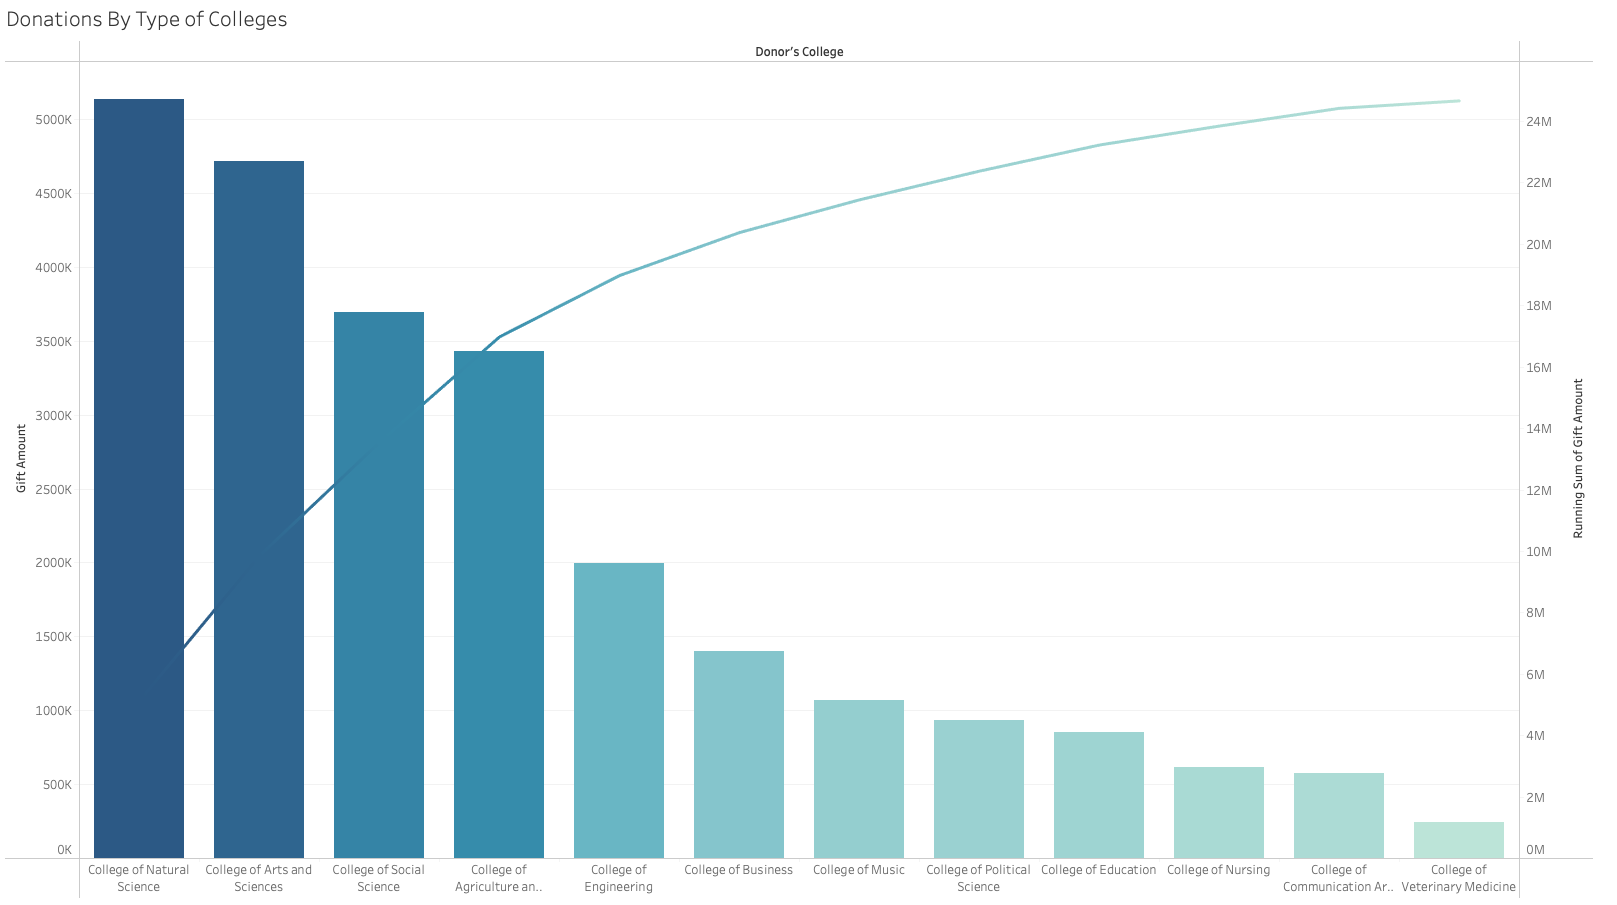 Donations By Type of Colleges
Donor's College
5000K
4500K
4000K
3500K
3000K
2500K
2000K
1500K
1000K
500K
0K
Gift Amount
24M
22M
20M
18M
16M
14M
12M
10M
8M
6M
4M
2M
0M
Running Sum of Gift Amount
College of Natural
Science
College of Arts and
Sciences
College of Social
Science
College of
Agriculture an..
College of
Engineering
College of Business
College of Music
College of Political
Science
College of Education
College of Nursing
College of
Communication Ar..
College of
Veterinary Medicine